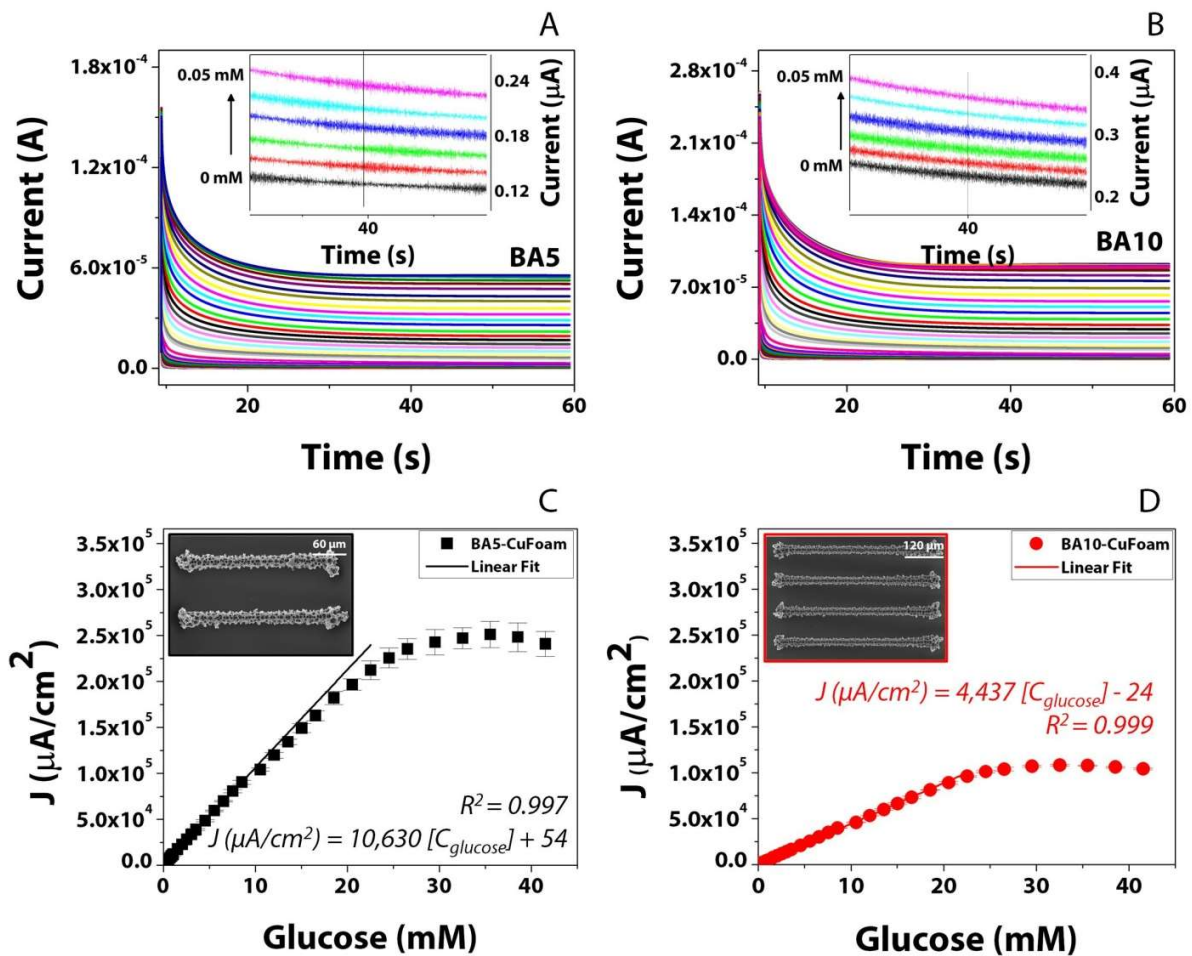 A
1.8x10⁻⁴
1.2x10⁻⁴
6.0x10⁻⁵
0.0
Current (A)
0.05 mM
0 mM
0.24
0.18
0.12
Current (μA)
40
Time (s)
BA5
20
40
60
Time (s)
B
2.8x10⁻⁴
2.1x10⁻⁴
1.4x10⁻⁴
7.0x10⁻⁵
0.0
Current (A)
0.05 mM
0 mM
0.4
0.3
0.2
Current (μA)
40
Time (s)
BA10
20
40
60
Time (s)
C
3.5x10⁵
3.0x10⁵
2.5x10⁵
2.0x10⁵
1.5x10⁵
1.0x10⁵
5.0x10⁴
0.0
J (μA/cm²)
60 μm
BA5-CuFoam
Linear Fit
R² = 0.997
J (μA/cm²) = 10,630 [C_glucose] + 54
0
10
20
30
40
Glucose (mM)
D
3.5x10⁵
3.0x10⁵
2.5x10⁵
2.0x10⁵
1.5x10⁵
1.0x10⁵
5.0x10⁴
0.0
J (μA/cm²)
120 μm
BA10-CuFoam
Linear Fit
J (μA/cm²) = 4,437 [C_glucose] - 24
R² = 0.999
0
10
20
30
40
Glucose (mM)